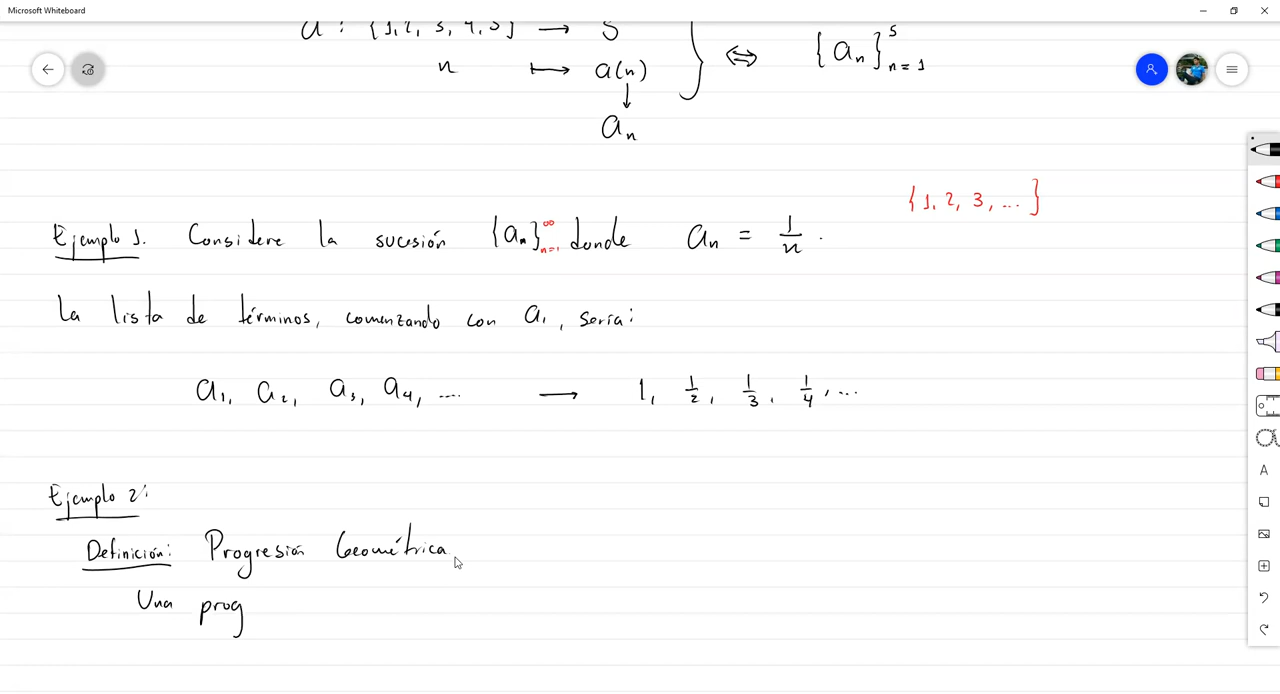 Microsoft Whiteboard
a : {1, 2, 3, 4, 5} ⟶ S
n ⟼ a(n) } ⟺ {aₙ}⁵ₙ₌₁
↓
aₙ
{1, 2, 3, ...}
Ejemplo 1. Considere la sucesión {aₙ}^∞ₙ₌₁ donde aₙ = 1/n .
La lista de términos, comenzando con a₁, sería:
a₁, a₂, a₃, a₄, .... ⟶ 1, 1/2, 1/3, 1/4, ...
Ejemplo 2:
Definición: Progresión Geométrica
Una prog
A